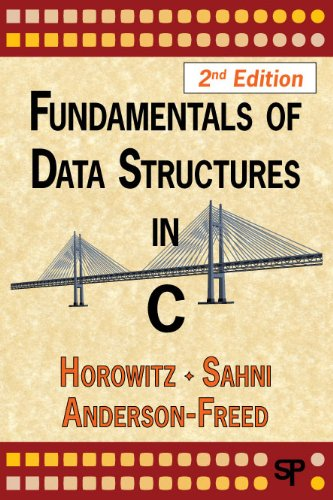 2nd Edition
FUNDAMENTALS OF
DATA STRUCTURES
IN
C
HOROWITZ • SAHNI
ANDERSON-FREED
SP